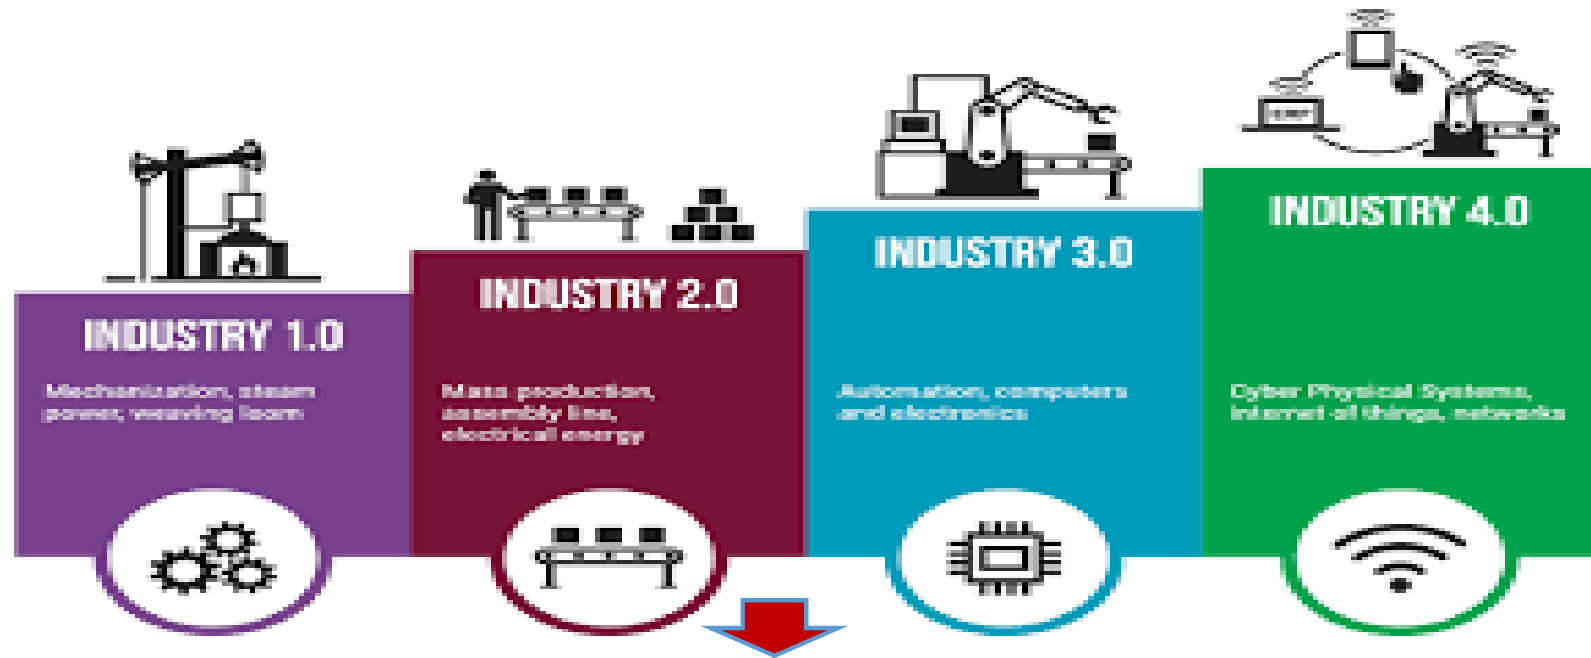 INDUSTRY 1.0
Mechanization, steam
power, weaving loom
INDUSTRY 2.0
Mass production,
assembly line,
electrical energy
INDUSTRY 3.0
Automation, computers
and electronics
INDUSTRY 4.0
Cyber Physical Systems,
internet of things, networks